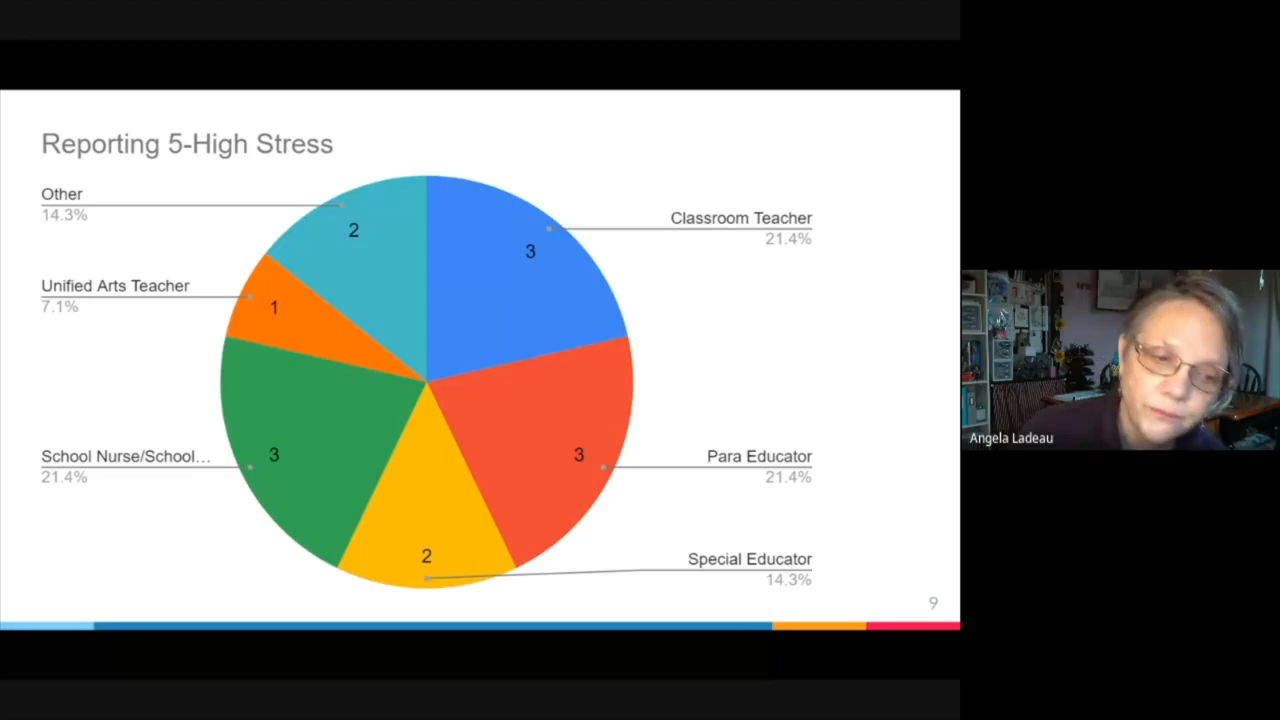 Reporting 5-High Stress
Other
14.3%
2
Classroom Teacher
21.4%
3
Unified Arts Teacher
7.1%
1
School Nurse/School...
21.4%
3
3
Para Educator
21.4%
2
Special Educator
14.3%
9
Angela Ladeau